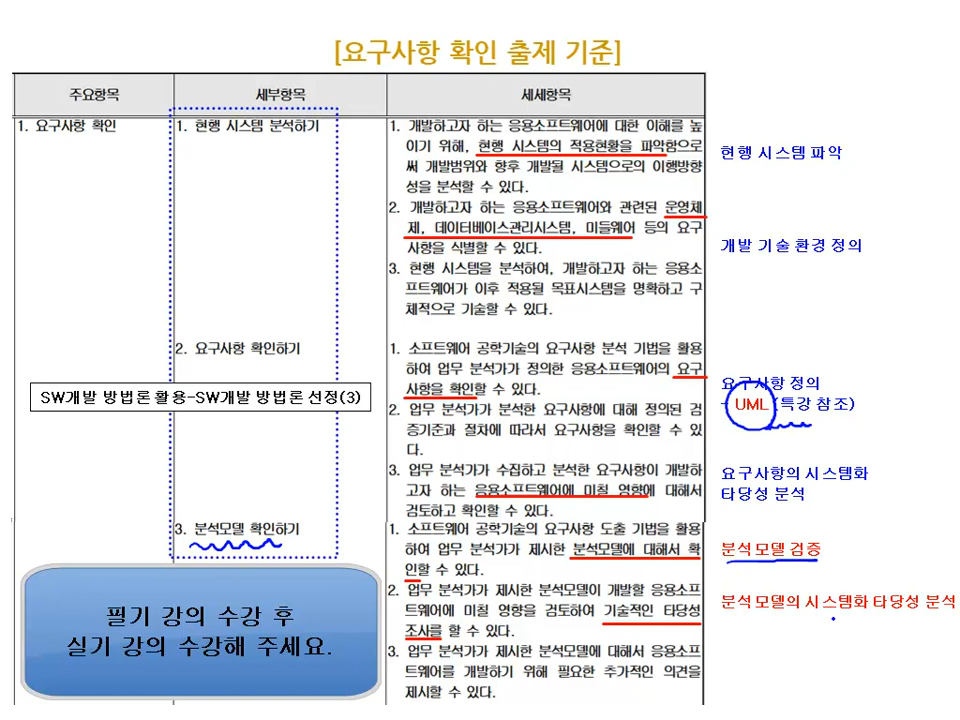 [요구사항 확인 출제 기준]
주요항목 세부항목 세세항목
1. 요구사항 확인
1. 현행 시스템 분석하기
1. 개발하고자 하는 응용소프트웨어에 대한 이해를 높
이기 위해, 현행 시스템의 적용현황을 파악함으로
써 개발범위와 향후 개발될 시스템으로의 이행방향
성을 분석할 수 있다.
현행 시스템 파악
2. 개발하고자 하는 응용소프트웨어와 관련된 운영체
제, 데이터베이스관리시스템, 미들웨어 등의 요구
사항을 식별할 수 있다.
개발 기술 환경 정의
3. 현행 시스템을 분석하여, 개발하고자 하는 응용소
프트웨어가 이후 적용될 목표시스템을 명확하고 구
체적으로 기술할 수 있다.
2. 요구사항 확인하기
1. 소프트웨어 공학기술의 요구사항 분석 기법을 활용
하여 업무 분석가가 정의한 응용소프트웨어의 요구
사항을 확인할 수 있다.
요구사항 정의
- UML (특강 참조)
SW개발 방법론 활용-SW개발 방법론 선정(3)
2. 업무 분석가가 분석한 요구사항에 대해 정의된 검
증기준과 절차에 따라서 요구사항을 확인할 수 있
다.
3. 업무 분석가가 수집하고 분석한 요구사항이 개발하
고자 하는 응용소프트웨어에 미칠 영향에 대해서
검토하고 확인할 수 있다.
요구사항의 시스템화
타당성 분석
3. 분석모델 확인하기
1. 소프트웨어 공학기술의 요구사항 도출 기법을 활용
하여 업무 분석가가 제시한 분석모델에 대해서 확
인할 수 있다.
분석모델 검증
2. 업무 분석가가 제시한 분석모델이 개발할 응용소프
트웨어에 미칠 영향을 검토하여 기술적인 타당성
조사를 할 수 있다.
분석모델의 시스템화 타당성 분석
3. 업무 분석가가 제시한 분석모델에 대해서 응용소프
트웨어를 개발하기 위해 필요한 추가적인 의견을
제시할 수 있다.
필기 강의 수강 후
실기 강의 수강해 주세요.